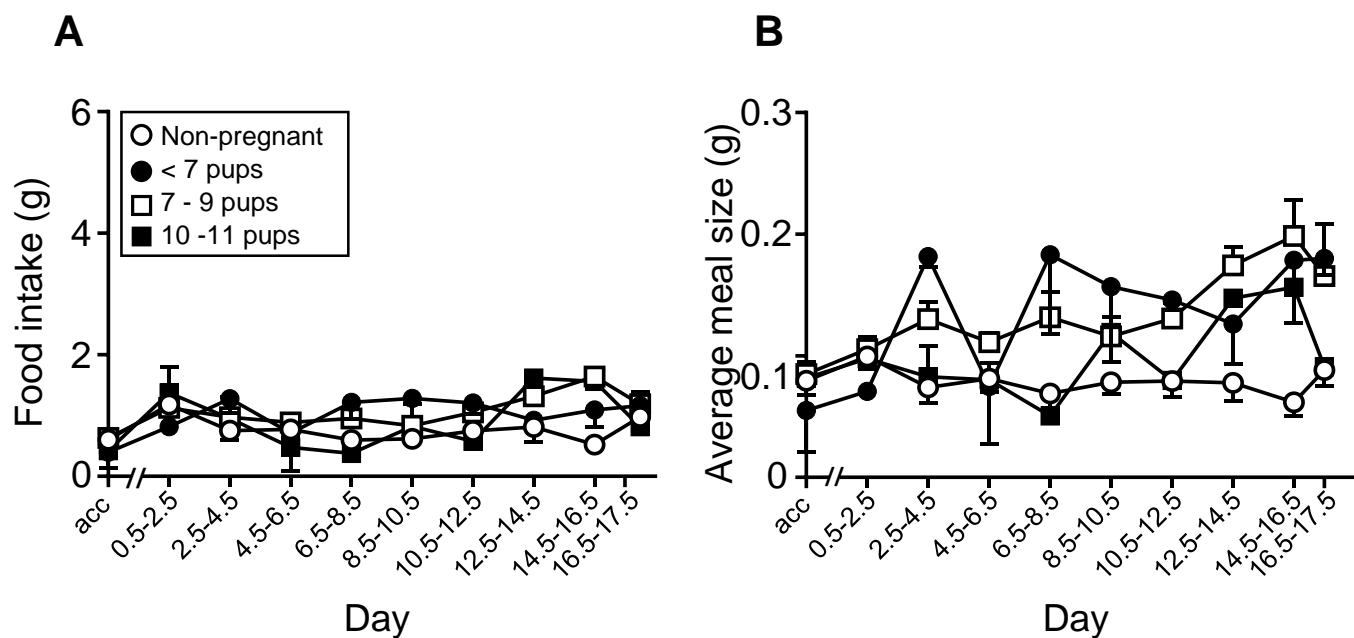 A
Food intake (g)
6
4
2
0
Non-pregnant
< 7 pups
7 - 9 pups
10 -11 pups
acc
0.5-2.5
2.5-4.5
4.5-6.5
6.5-8.5
8.5-10.5
10.5-12.5
12.5-14.5
14.5-16.5
16.5-17.5
Day
B
Average meal size (g)
0.3
0.2
0.1
0
acc
0.5-2.5
2.5-4.5
4.5-6.5
6.5-8.5
8.5-10.5
10.5-12.5
12.5-14.5
14.5-16.5
16.5-17.5
Day